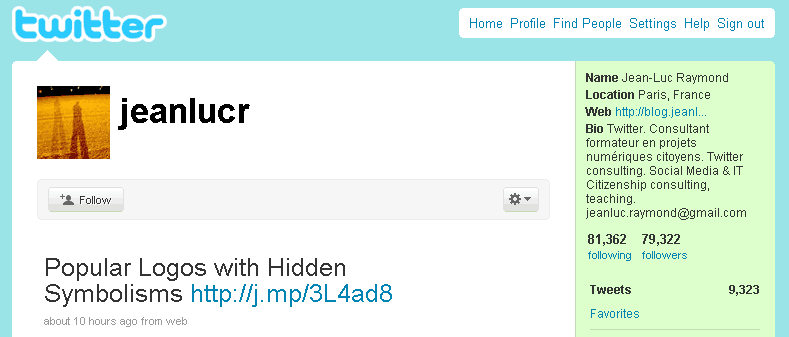 twitter
Home Profile Find People Settings Help Sign out
jeanlucr
Follow
Popular Logos with Hidden
Symbolisms http://j.mp/3L4ad8
about 10 hours ago from web
Name Jean-Luc Raymond
Location Paris, France
Web http://blog.jeanl...
Bio Twitter. Consultant
formateur en projets
numériques citoyens. Twitter
consulting. Social Media & IT
Citizenship consulting,
teaching.
jeanluc.raymond@gmail.com
81,362 79,322
following followers
Tweets 9,323
Favorites